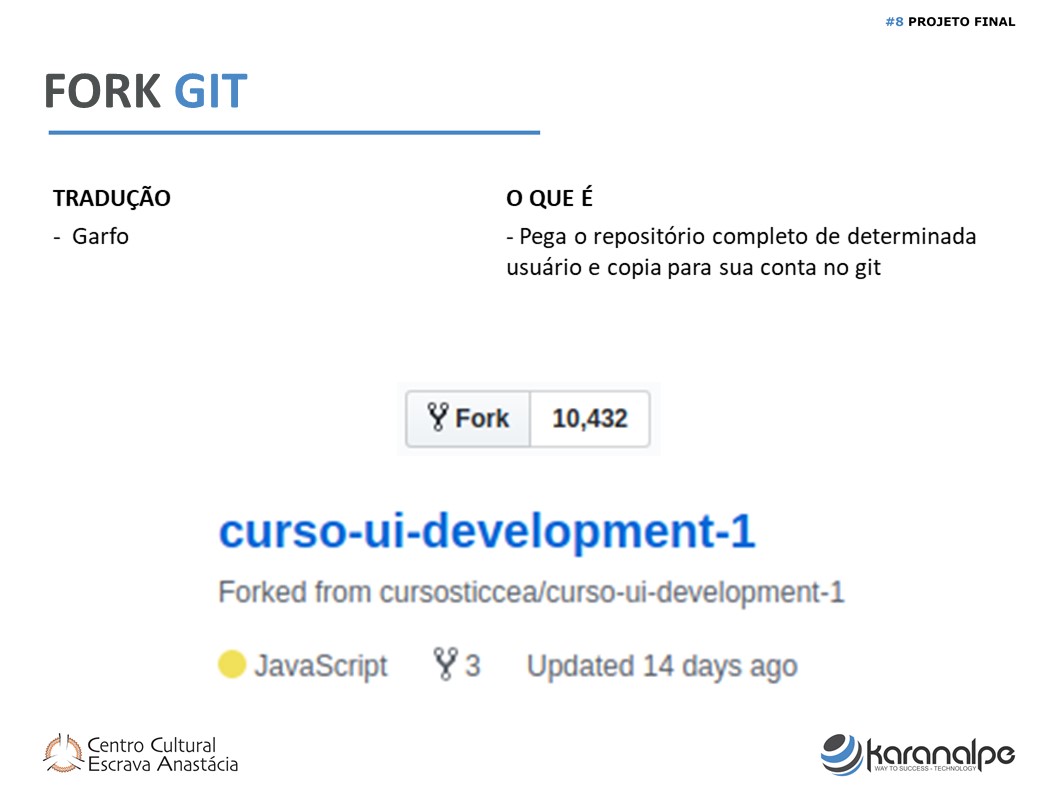 #8 PROJETO FINAL
FORK GIT
TRADUÇÃO
- Garfo
O QUE É
- Pega o repositório completo de determinada
usuário e copia para sua conta no git
Fork 10,432
curso-ui-development-1
Forked from cursosticcea/curso-ui-development-1
JavaScript 3 Updated 14 days ago
Centro Cultural
Escrava Anastácia
karanalpe
WAY TO SUCCESS - TECHNOLOGY